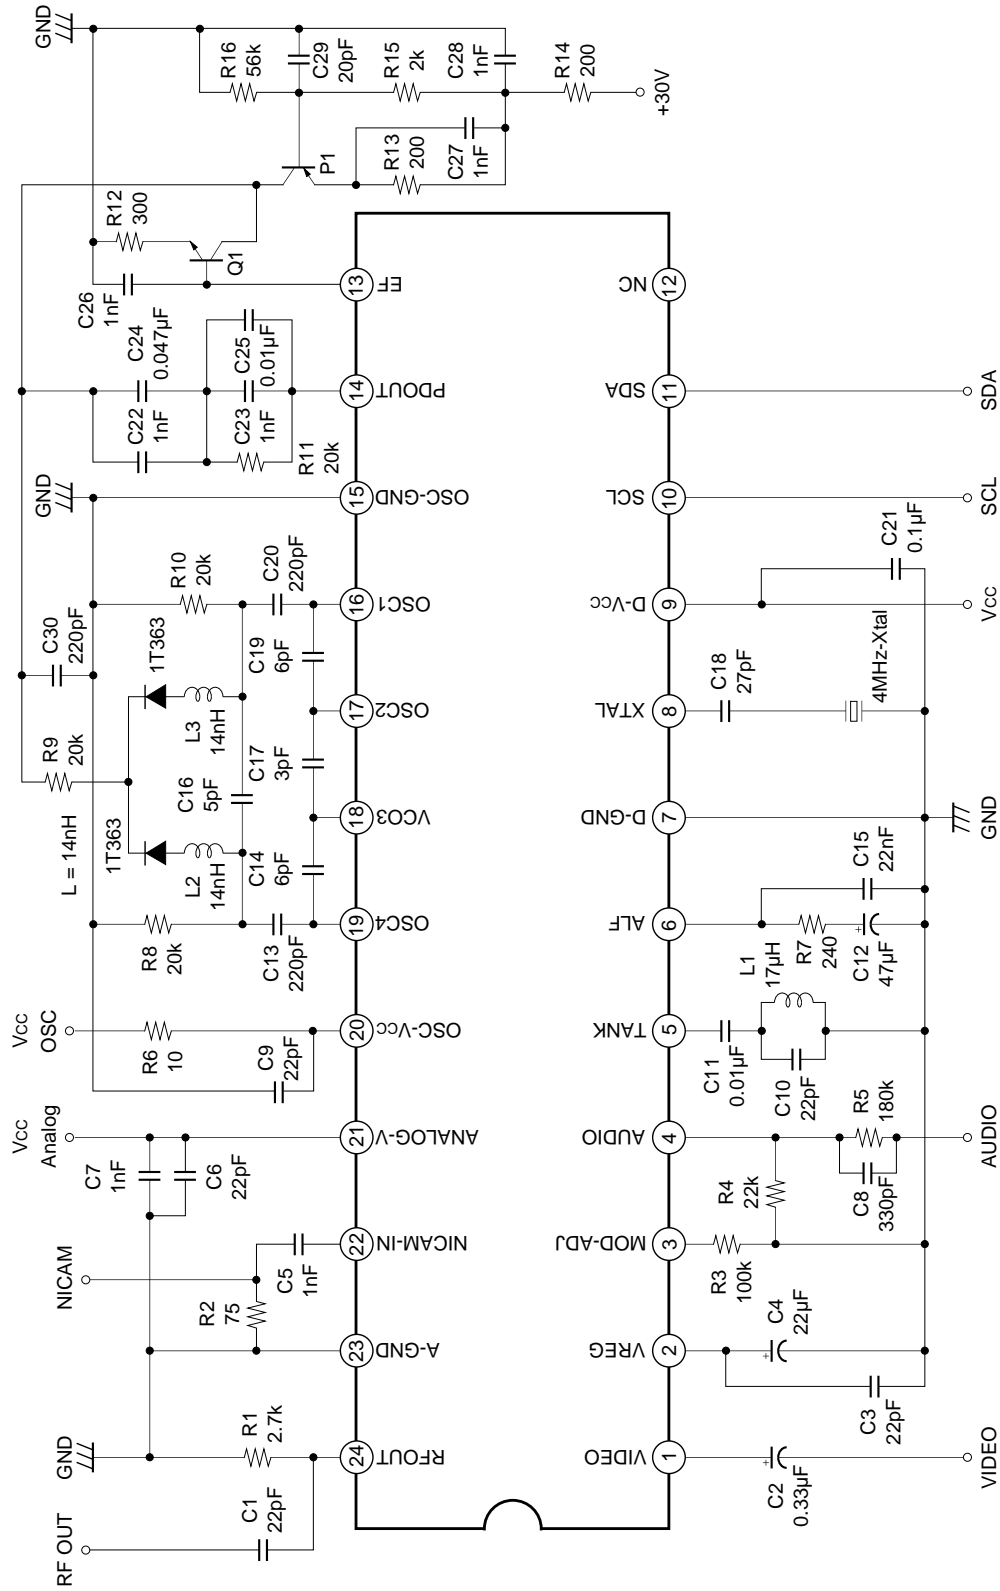 RF OUT
GND
NICAM
Vcc
Analog
Vcc
OSC
GND
GND
C1
22pF
R1
2.7k
R2
75
C5
1nF
C7
1nF
C6
22pF
R6
10
C9
22pF
R8
20k
C13
220pF
L = 14nH
1T363
L2
14nH
C14
6pF
C16
5pF
C17
3pF
R9
20k
C30
220pF
1T363
L3
14nH
C19
6pF
R10
20k
C20
220pF
R11
20k
C22
1nF
C23
1nF
C24
0.047µF
C25
0.01µF
C26
1nF
R12
300
Q1
P1
R16
56k
C29
20pF
R15
2k
C28
1nF
R14
200
R13
200
C27
1nF
+30V
24
RFOUT
23
A-GND
22
NICAM-IN
21
ANALOG-V
20
OSC-Vcc
19
OSC4
18
VCO3
17
OSC2
16
OSC1
15
OSC-GND
14
PDOUT
13
EF
VIDEO
1
VREG
2
MOD-ADJ
3
AUDIO
4
TANK
5
ALF
6
D-GND
7
XTAL
8
D-Vcc
9
SCL
10
SDA
11
NC
12
C2
0.33µF
C3
22pF
C4
22µF
R3
100k
R4
22k
C8
330pF
R5
180k
C11
0.01µF
C10
22pF
L1
17µH
R7
240
C12
47µF
C15
22nF
C18
27pF
4MHz-Xtal
C21
0.1µF
VIDEO
AUDIO
GND
Vcc
SCL
SDA